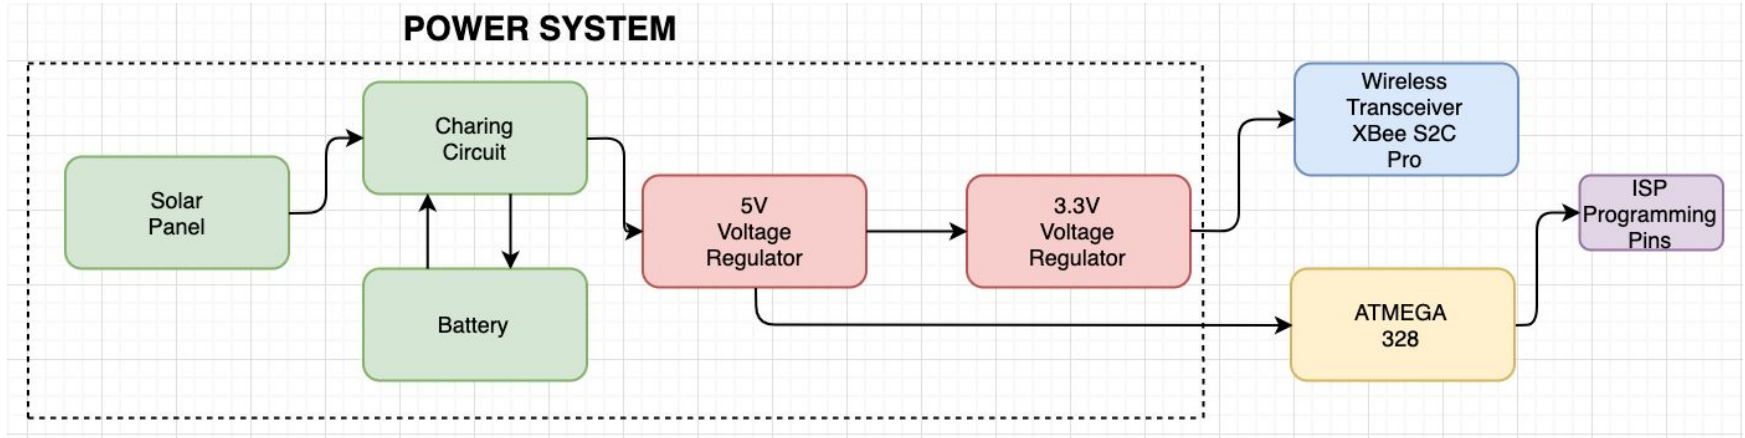 POWER SYSTEM
Solar
Panel
Charing
Circuit
Battery
5V
Voltage
Regulator
3.3V
Voltage
Regulator
Wireless
Transceiver
XBee S2C
Pro
ATMEGA
328
ISP
Programming
Pins